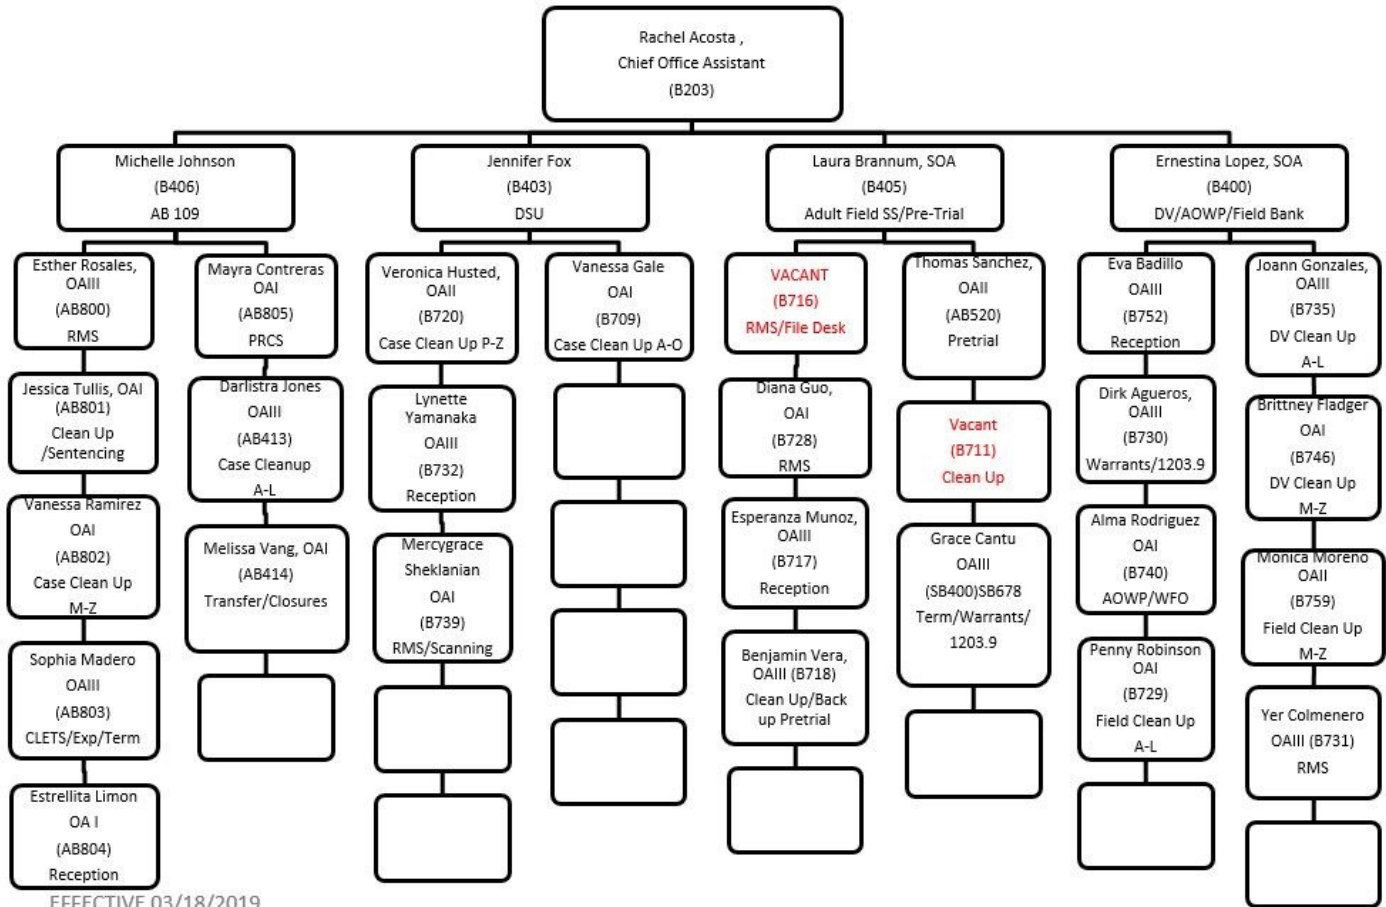 Rachel Acosta ,
Chief Office Assistant
(B203)
Michelle Johnson
(B406)
AB 109
Jennifer Fox
(B403)
DSU
Laura Brannum, SOA
(B405)
Adult Field SS/Pre-Trial
Ernestina Lopez, SOA
(B400)
DV/AOWP/Field Bank
Esther Rosales,
OAIII
(AB800)
RMS
Jessica Tullis, OAI
(AB801)
Clean Up
/Sentencing
Vanessa Ramirez
OAI
(AB802)
Case Clean Up
M-Z
Sophia Madero
OAIII
(AB803)
CLETS/Exp/Term
Estrellita Limon
OA I
(AB804)
Reception
Mayra Contreras
OAI
(AB805)
PRCS
Darlistra Jones
OAIII
(AB413)
Case Cleanup
A-L
Melissa Vang, OAI
(AB414)
Transfer/Closures
Veronica Husted,
OAII
(B720)
Case Clean Up P-Z
Lynette
Yamanaka
OAIII
(B732)
Reception
Mercygrace
Sheklanian
OAI
(B739)
RMS/Scanning
Vanessa Gale
OAI
(B709)
Case Clean Up A-O
VACANT
(B716)
RMS/File Desk
Diana Guo,
OAI
(B728)
RMS
Esperanza Munoz,
OAIII
(B717)
Reception
Benjamin Vera,
OAIII (B718)
Clean Up/Back
up Pretrial
Thomas Sanchez,
OAII
(AB520)
Pretrial
Vacant
(B711)
Clean Up
Grace Cantu
OAIII
(SB400)SB678
Term/Warrants/
1203.9
Eva Badillo
OAIII
(B752)
Reception
Dirk Agueros,
OAIII
(B730)
Warrants/1203.9
Alma Rodriguez
OAI
(B740)
AOWP/WFO
Penny Robinson
OAI
(B729)
Field Clean Up
A-L
Joann Gonzales,
OAIII
(B735)
DV Clean Up
A-L
Brittney Fladger
OAI
(B746)
DV Clean Up
M-Z
Monica Moreno
OAII
(B759)
Field Clean Up
M-Z
Yer Colmenero
OAIII (B731)
RMS
EFFECTIVE 03/18/2019